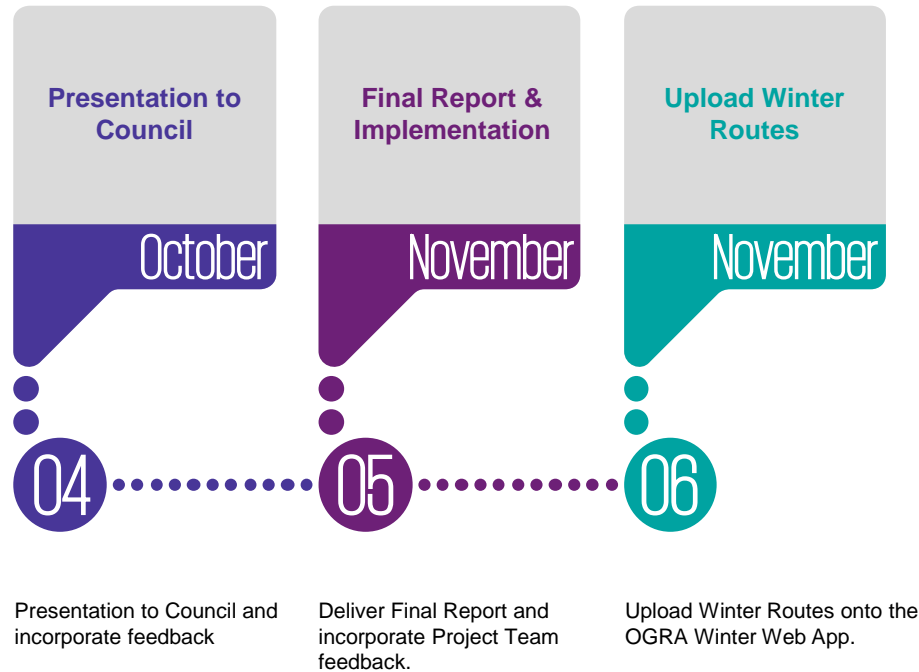 Presentation to
Council
Final Report &
Implementation
Upload Winter
Routes
October
November
November
04
05
06
Presentation to Council and
incorporate feedback
Deliver Final Report and
incorporate Project Team
feedback.
Upload Winter Routes onto the
OGRA Winter Web App.